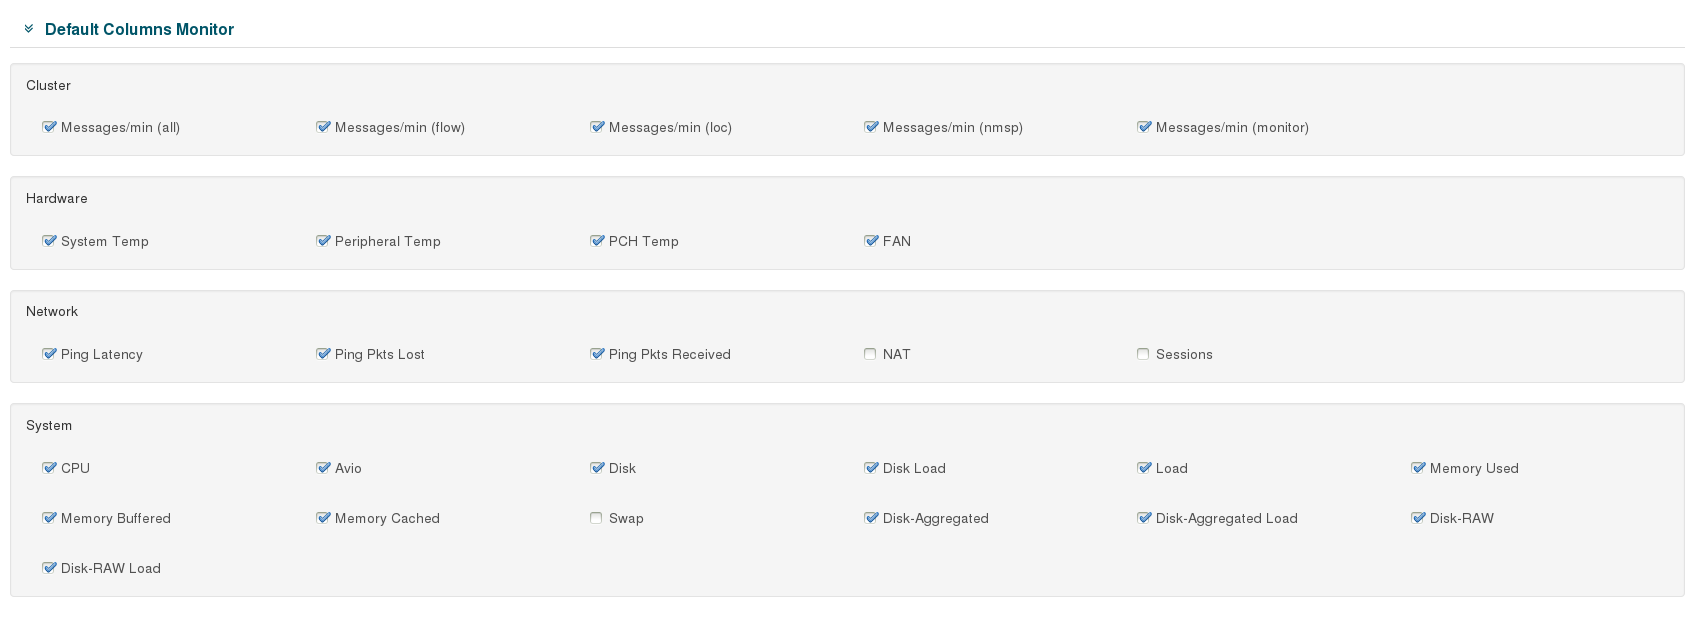 Default Columns Monitor
Cluster
Messages/min (all) Messages/min (flow) Messages/min (loc) Messages/min (nmsp) Messages/min (monitor)
Hardware
System Temp Peripheral Temp PCH Temp FAN
Network
Ping Latency Ping Pkts Lost Ping Pkts Received NAT Sessions
System
CPU Avio Disk Disk Load Load Memory Used
Memory Buffered Memory Cached Swap Disk-Aggregated Disk-Aggregated Load Disk-RAW
Disk-RAW Load